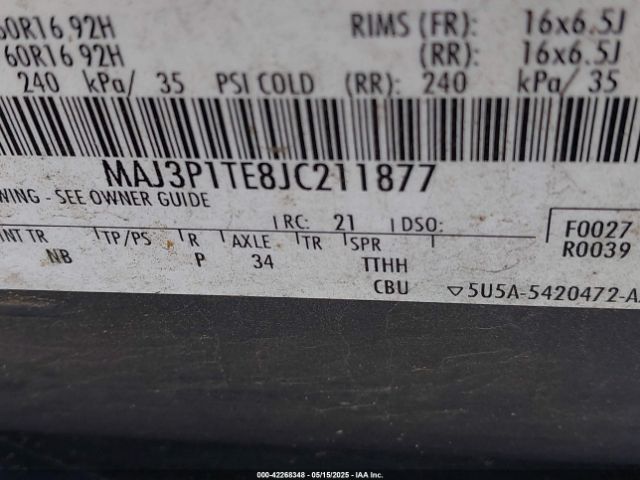 60R16 92H RIMS (FR): 16x6.5J
60R16 92H (RR): 16x6.5J
240 kPa/ 35 PSI COLD (RR): 240 kPa/ 35
MAJ3P1TE8JC211877
WING - SEE OWNER GUIDE
RC: 21 DSO: F0027
INT TR TP/PS R AXLE TR SPR R0039
NB P 34 TTHH
CBU ▽5U5A-5420472-A
000-42268348 - 05/15/2025 - IAA Inc.